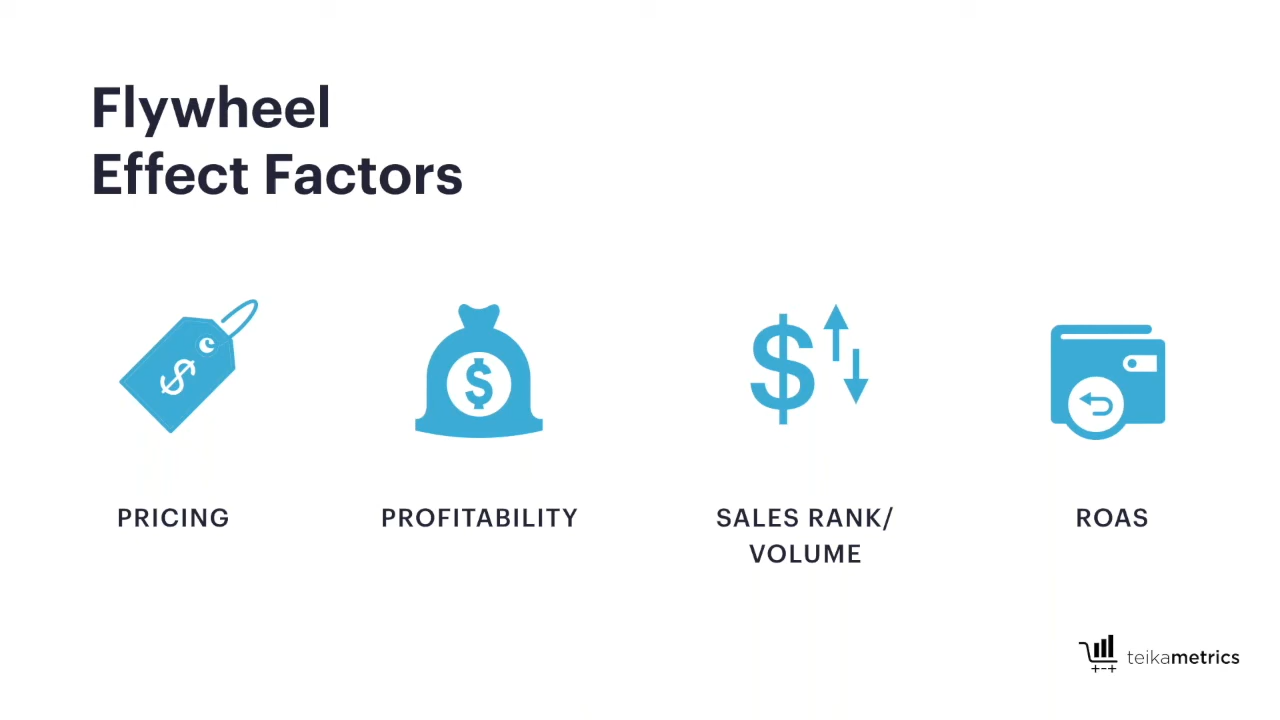 Flywheel
Effect Factors
PRICING
PROFITABILITY
SALES RANK/
VOLUME
ROAS
teikametrics